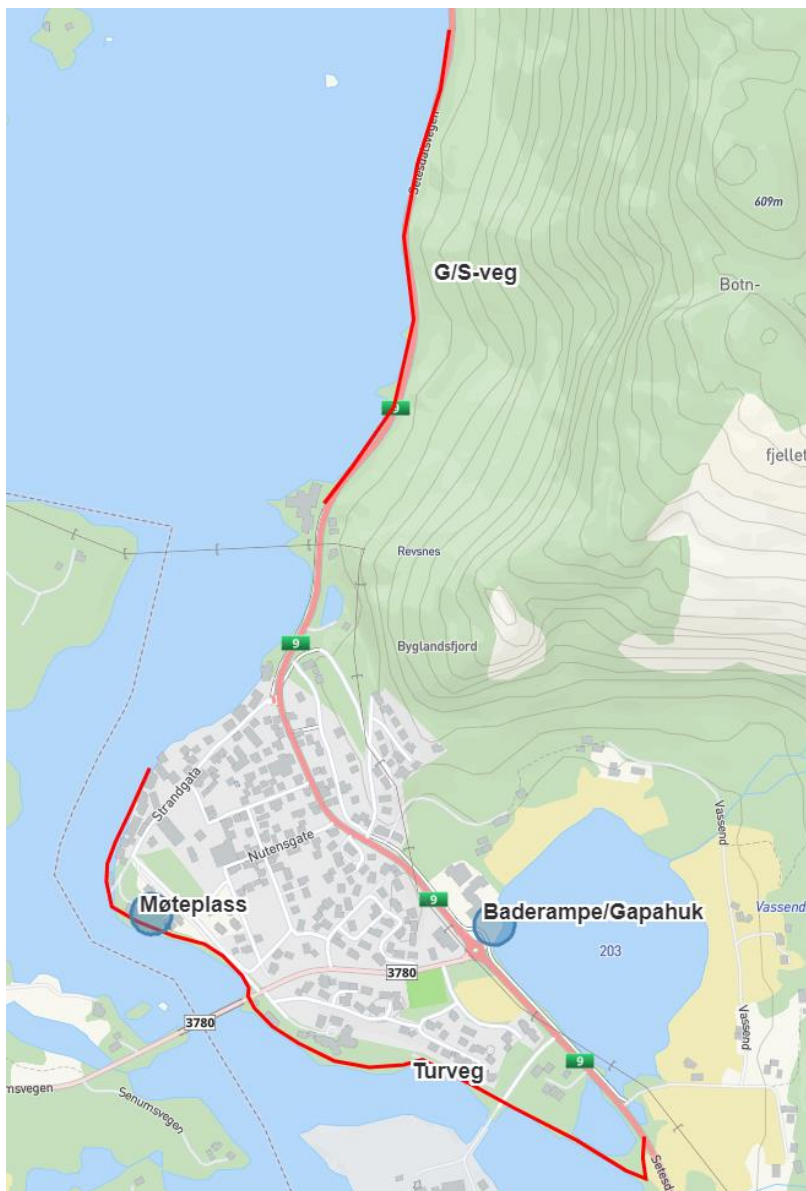 Setesdalsvegen
609m
G/S-veg
Botn-
9
fjellet
Revsnes
9
Byglandsfjord
Strandgata
Vassend
Nutensgate
Møteplass
9
Baderampe/Gapahuk
Vassend
203
3780
3780
Vassend
9
Turveg
msvegen
Senumsvegen
Setesd